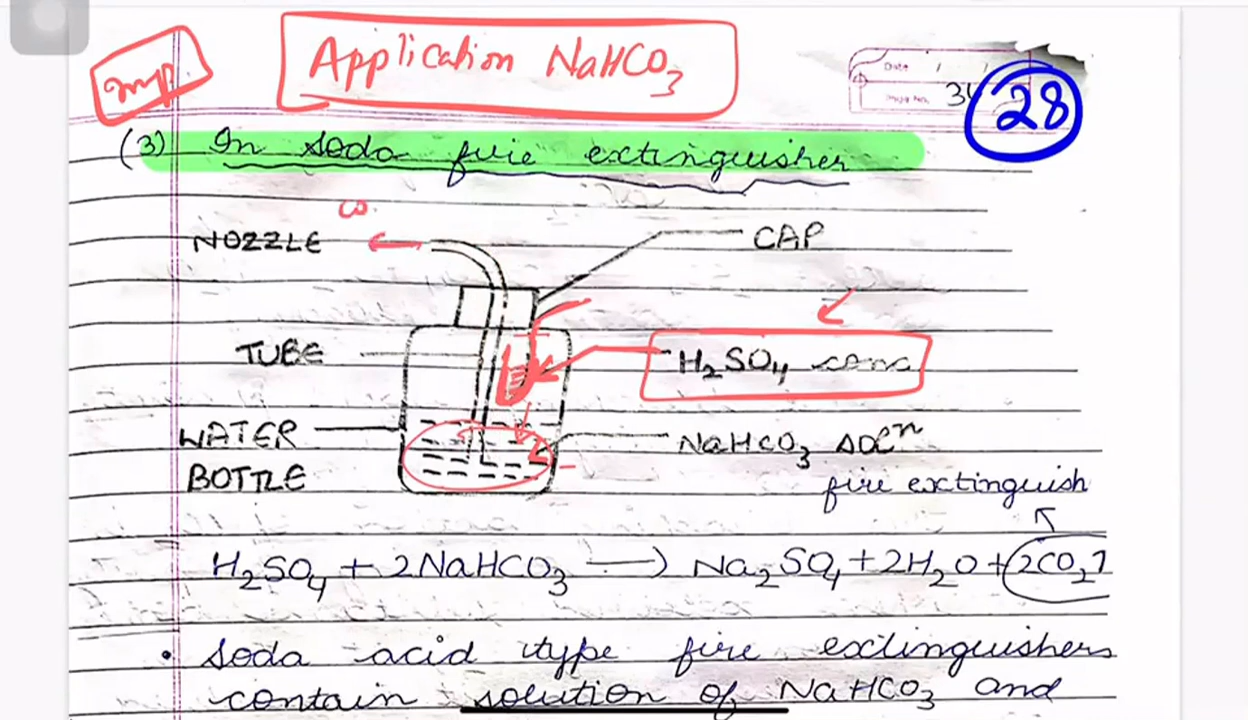 Imp.
Application NaHCO3
Date / /
Page No. 34
28
(3) In soda fire extinguisher
CO
NOZZLE
CAP
TUBE
H2SO4 conc
WATER BOTTLE
NaHCO3 SOLn
fire extinguish
H2SO4 + 2NaHCO3 → Na2SO4 + 2H2O + 2CO2↑
• Soda acid type fire extinguishers
contain solution of NaHCO3 and